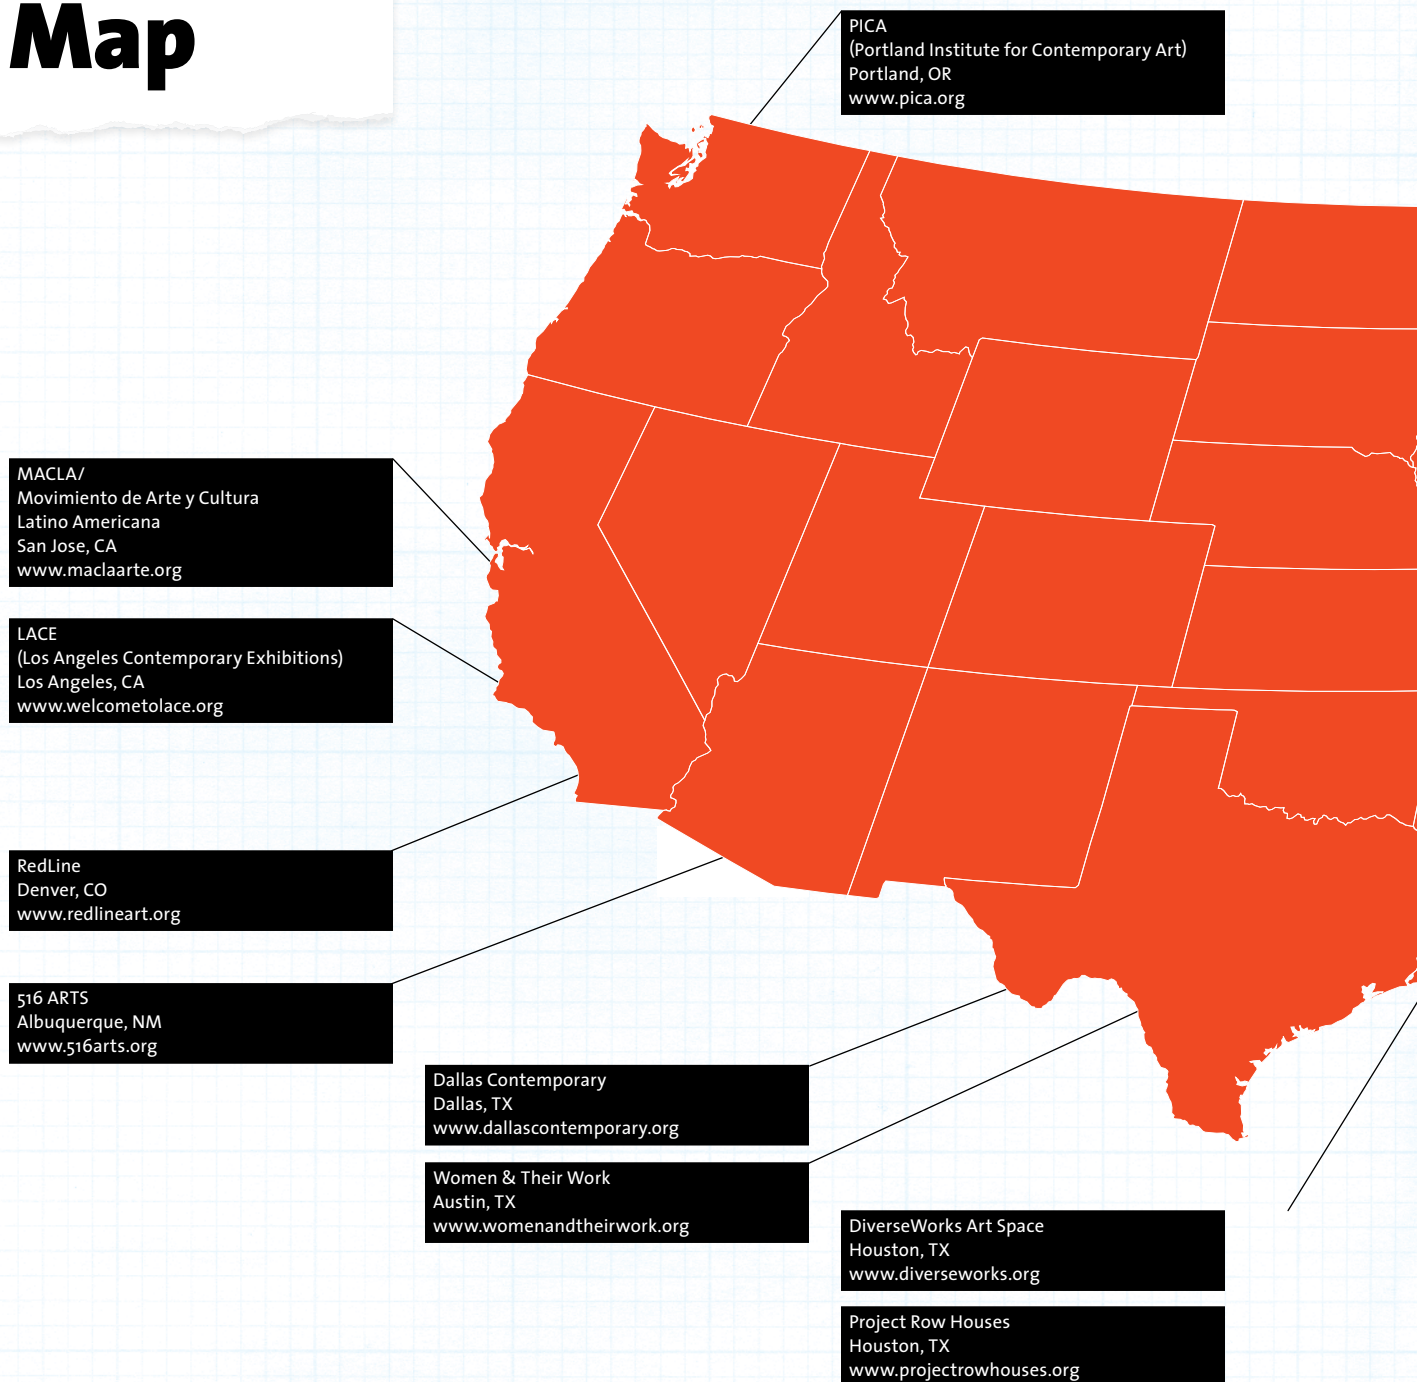 Map
PICA
(Portland Institute for Contemporary Art)
Portland, OR
www.pica.org
MACLA/
Movimiento de Arte y Cultura
Latino Americana
San Jose, CA
www.maclaarte.org
LACE
(Los Angeles Contemporary Exhibitions)
Los Angeles, CA
www.welcometolace.org
RedLine
Denver, CO
www.redlineart.org
516 ARTS
Albuquerque, NM
www.516arts.org
Dallas Contemporary
Dallas, TX
www.dallascontemporary.org
Women & Their Work
Austin, TX
www.womenandtheirwork.org
DiverseWorks Art Space
Houston, TX
www.diverseworks.org
Project Row Houses
Houston, TX
www.projectrowhouses.org